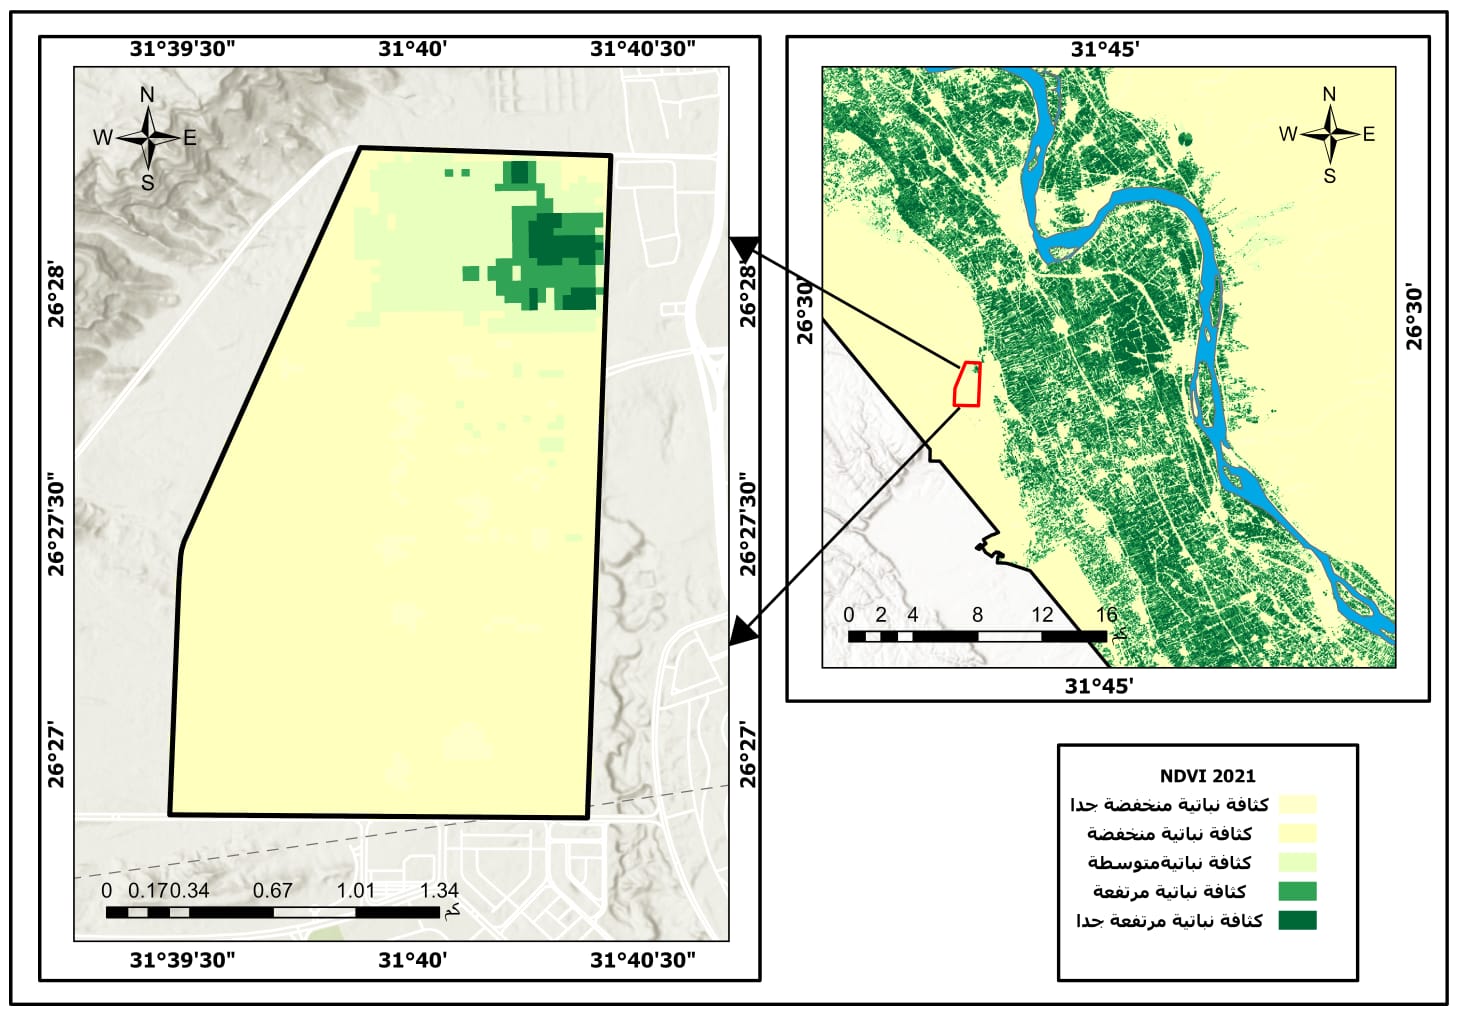 31°39'30"
31°40'
31°40'30"
N
W
E
S
26°28'
26°28'
26°27'30"
26°27'30"
26°27'
26°27'
0
0.17
0.34
0.67
1.01
1.34
كم
31°39'30"
31°40'
31°40'30"
31°45'
N
W
E
S
26°30'
26°30'
0
2
4
8
12
16
كم
31°45'
NDVI 2021
كثافة نباتية منخفضة جدا
كثافة نباتية منخفضة
كثافة نباتيةمتوسطة
كثافة نباتية مرتفعة
كثافة نباتية مرتفعة جدا